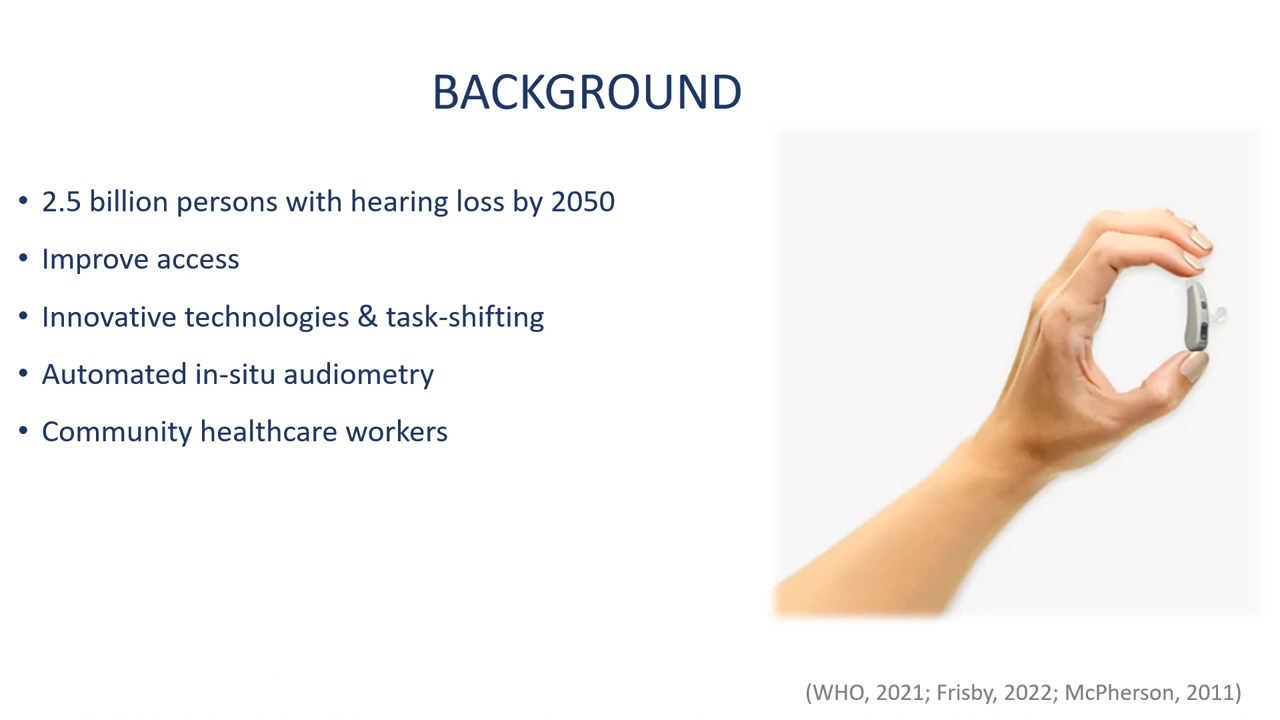 BACKGROUND
• 2.5 billion persons with hearing loss by 2050
• Improve access
• Innovative technologies & task-shifting
• Automated in-situ audiometry
• Community healthcare workers
(WHO, 2021; Frisby, 2022; McPherson, 2011)